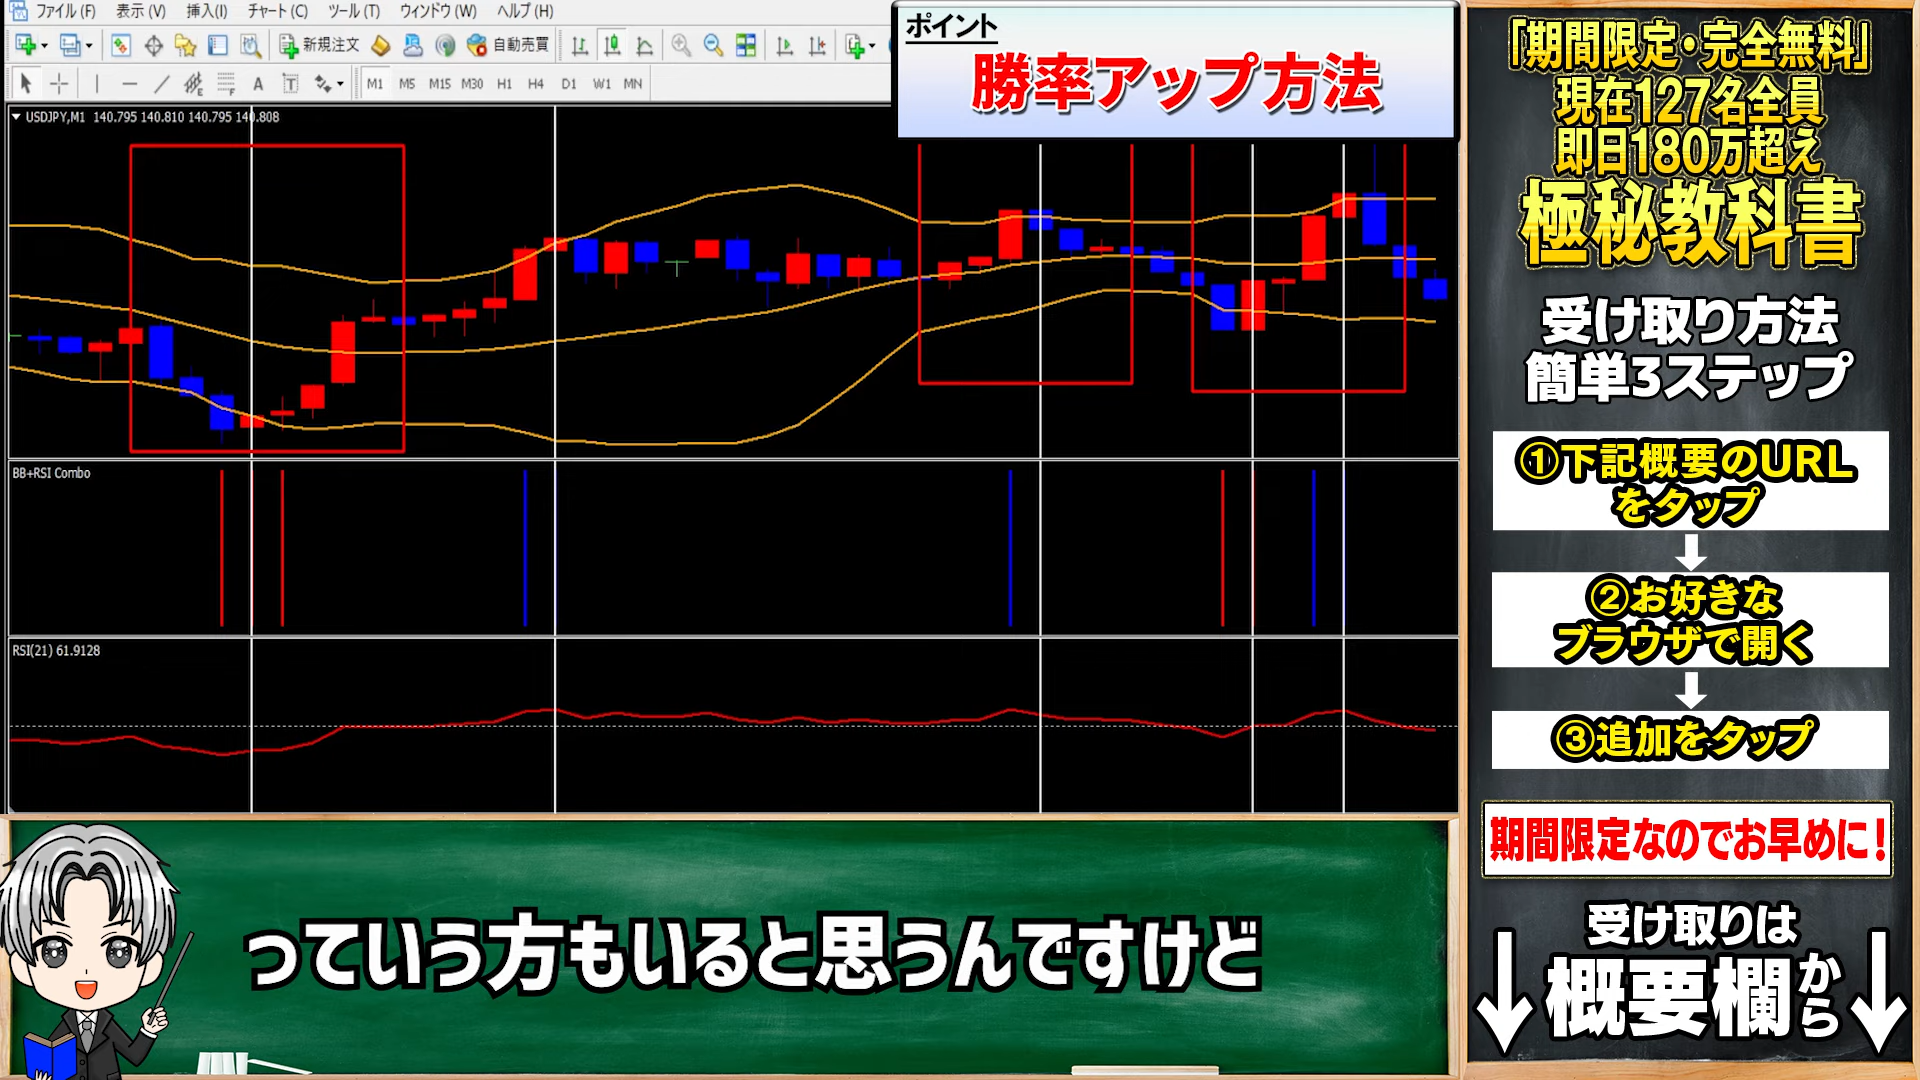 ファイル(F) 表示(V) 挿入(I) チャート(C) ツール(T) ウィンドウ(W) ヘルプ(H)
新規注文 自動売買
A T M1 M5 M15 M30 H1 H4 D1 W1 MN
ポイント
勝率アップ方法
USDJPY,M1 140.795 140.810 140.795 140.808
BB+RSI Combo
RSI(21) 61.9128
っていう方もいると思うんですけど
「期間限定・完全無料」
現在127名全員
即日180万超え
極秘教科書
受け取り方法
簡単3ステップ
①下記概要のURL
をタップ
②お好きな
ブラウザで開く
③追加をタップ
期間限定なのでお早めに!
受け取りは
概要欄から